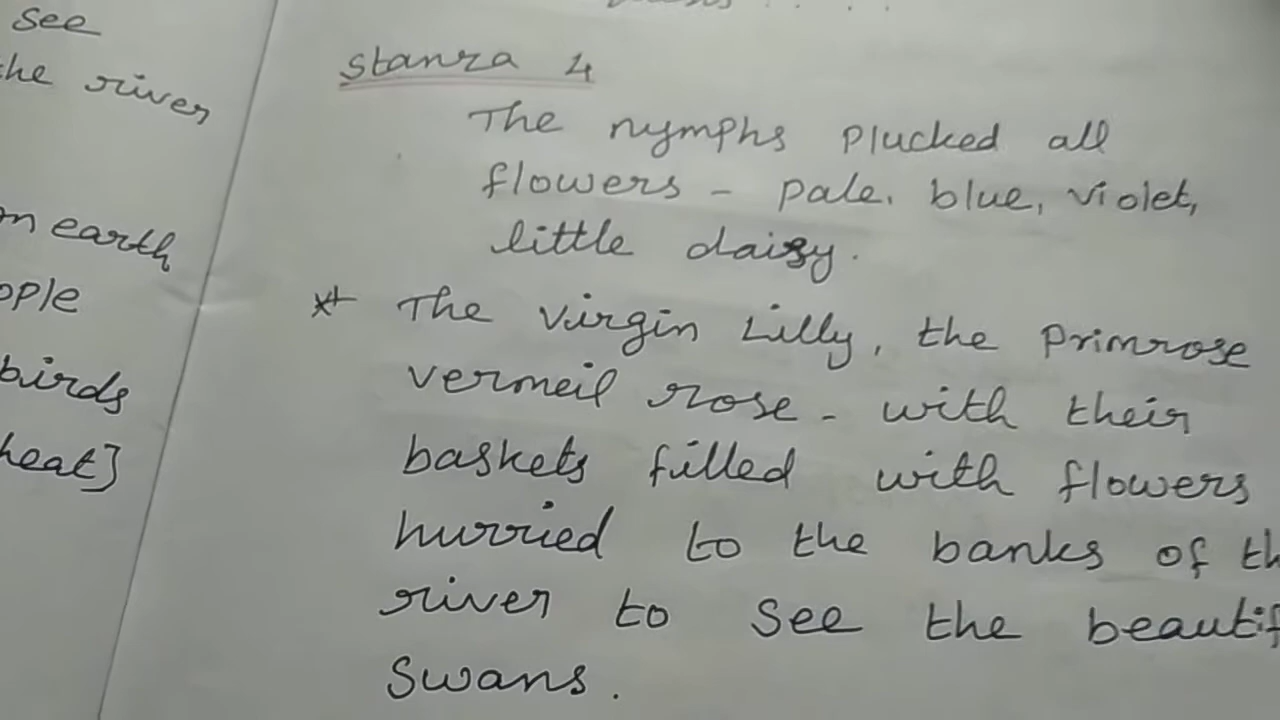 see
the river
on earth
birds
heat]
Stanza 4
The nymphs plucked all
flowers - pale, blue, violet,
little daisy.
** The Virgin Lilly, the Primrose
vermeil rose - with their
baskets filled with flowers
hurried to the banks of th
river to see the beautif
Swans.